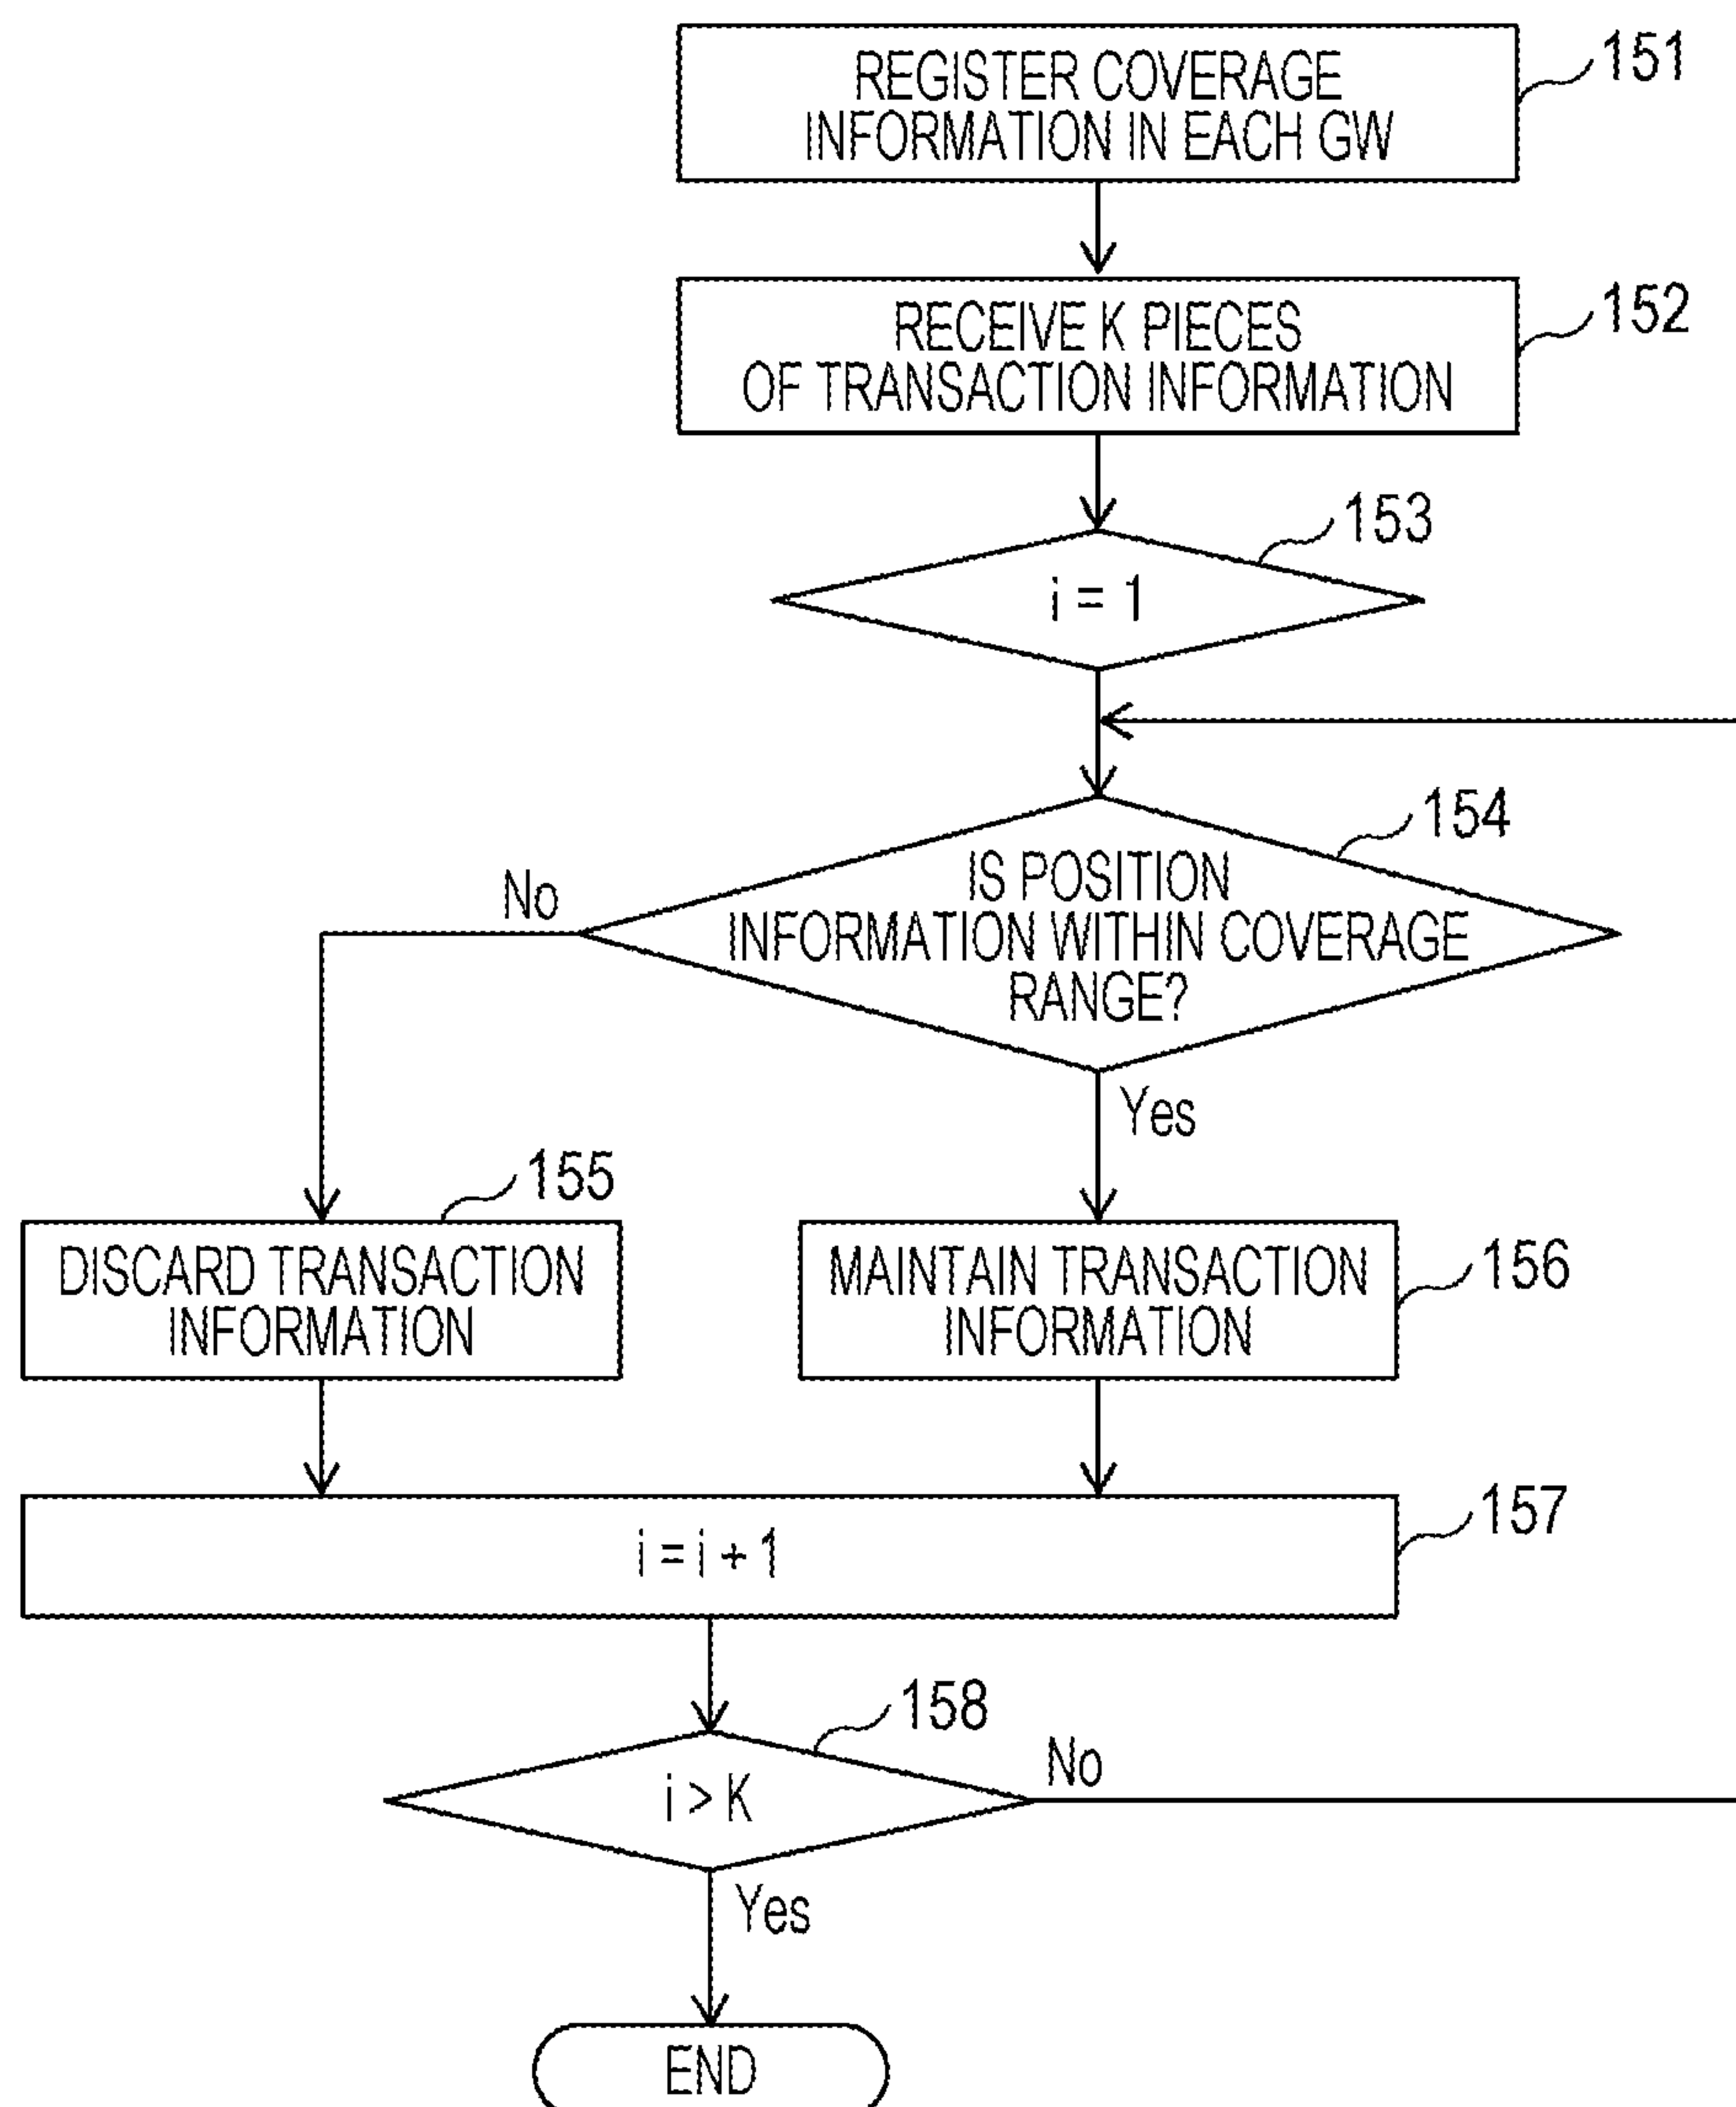 REGISTER COVERAGE
INFORMATION IN EACH GW
151
RECEIVE K PIECES
OF TRANSACTION INFORMATION
152
153
i = 1
154
IS POSITION
INFORMATION WITHIN COVERAGE
RANGE?
No
Yes
155
DISCARD TRANSACTION
INFORMATION
MAINTAIN TRANSACTION
INFORMATION
156
i = i + 1
157
158
i > K
No
Yes
END